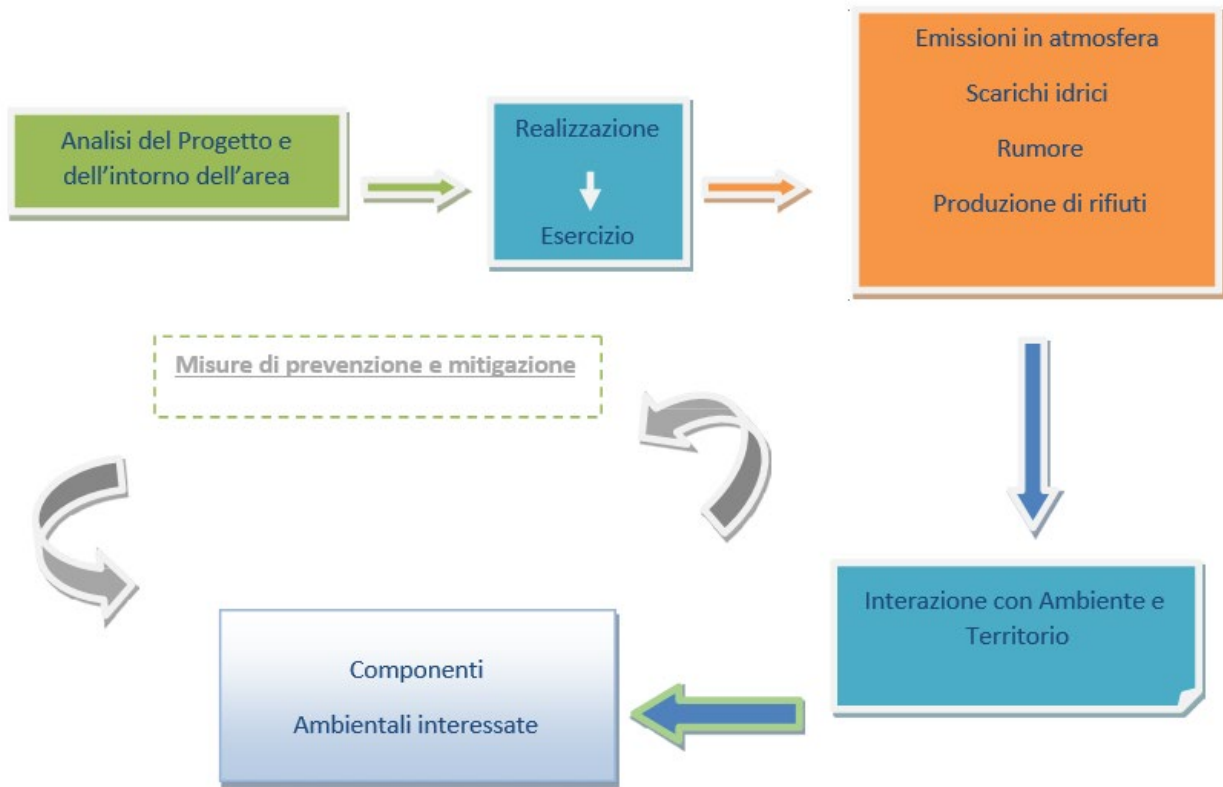 Analisi del Progetto e
dell'intorno dell'area
Realizzazione
Esercizio
Emissioni in atmosfera
Scarichi idrici
Rumore
Produzione di rifiuti
Misure di prevenzione e mitigazione
Interazione con Ambiente e
Territorio
Componenti
Ambientali interessate